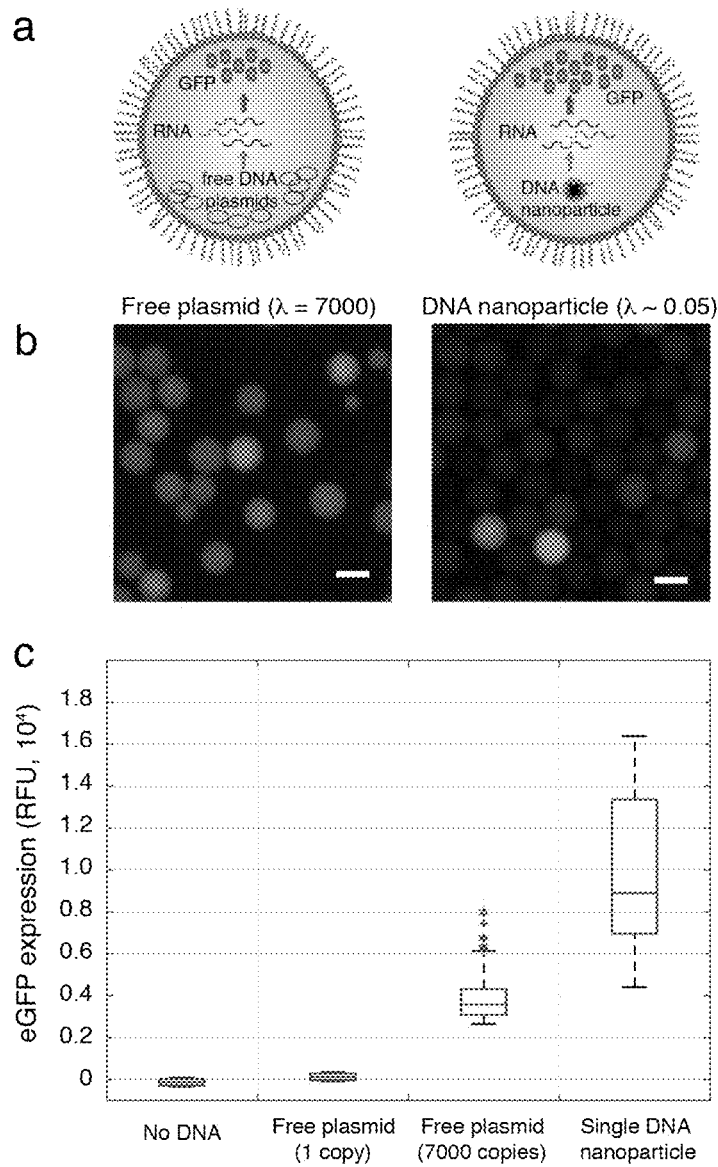 a
GFP
RNA
free DNA
plasmids
GFP
RNA
DNA
nanoparticle
b
Free plasmid (λ = 7000)
DNA nanoparticle (λ ~ 0.05)
c
eGFP expression (RFU, 10⁴)
1.8
1.6
1.4
1.2
1.0
0.8
0.6
0.4
0.2
0
No DNA
Free plasmid
(1 copy)
Free plasmid
(7000 copies)
Single DNA
nanoparticle